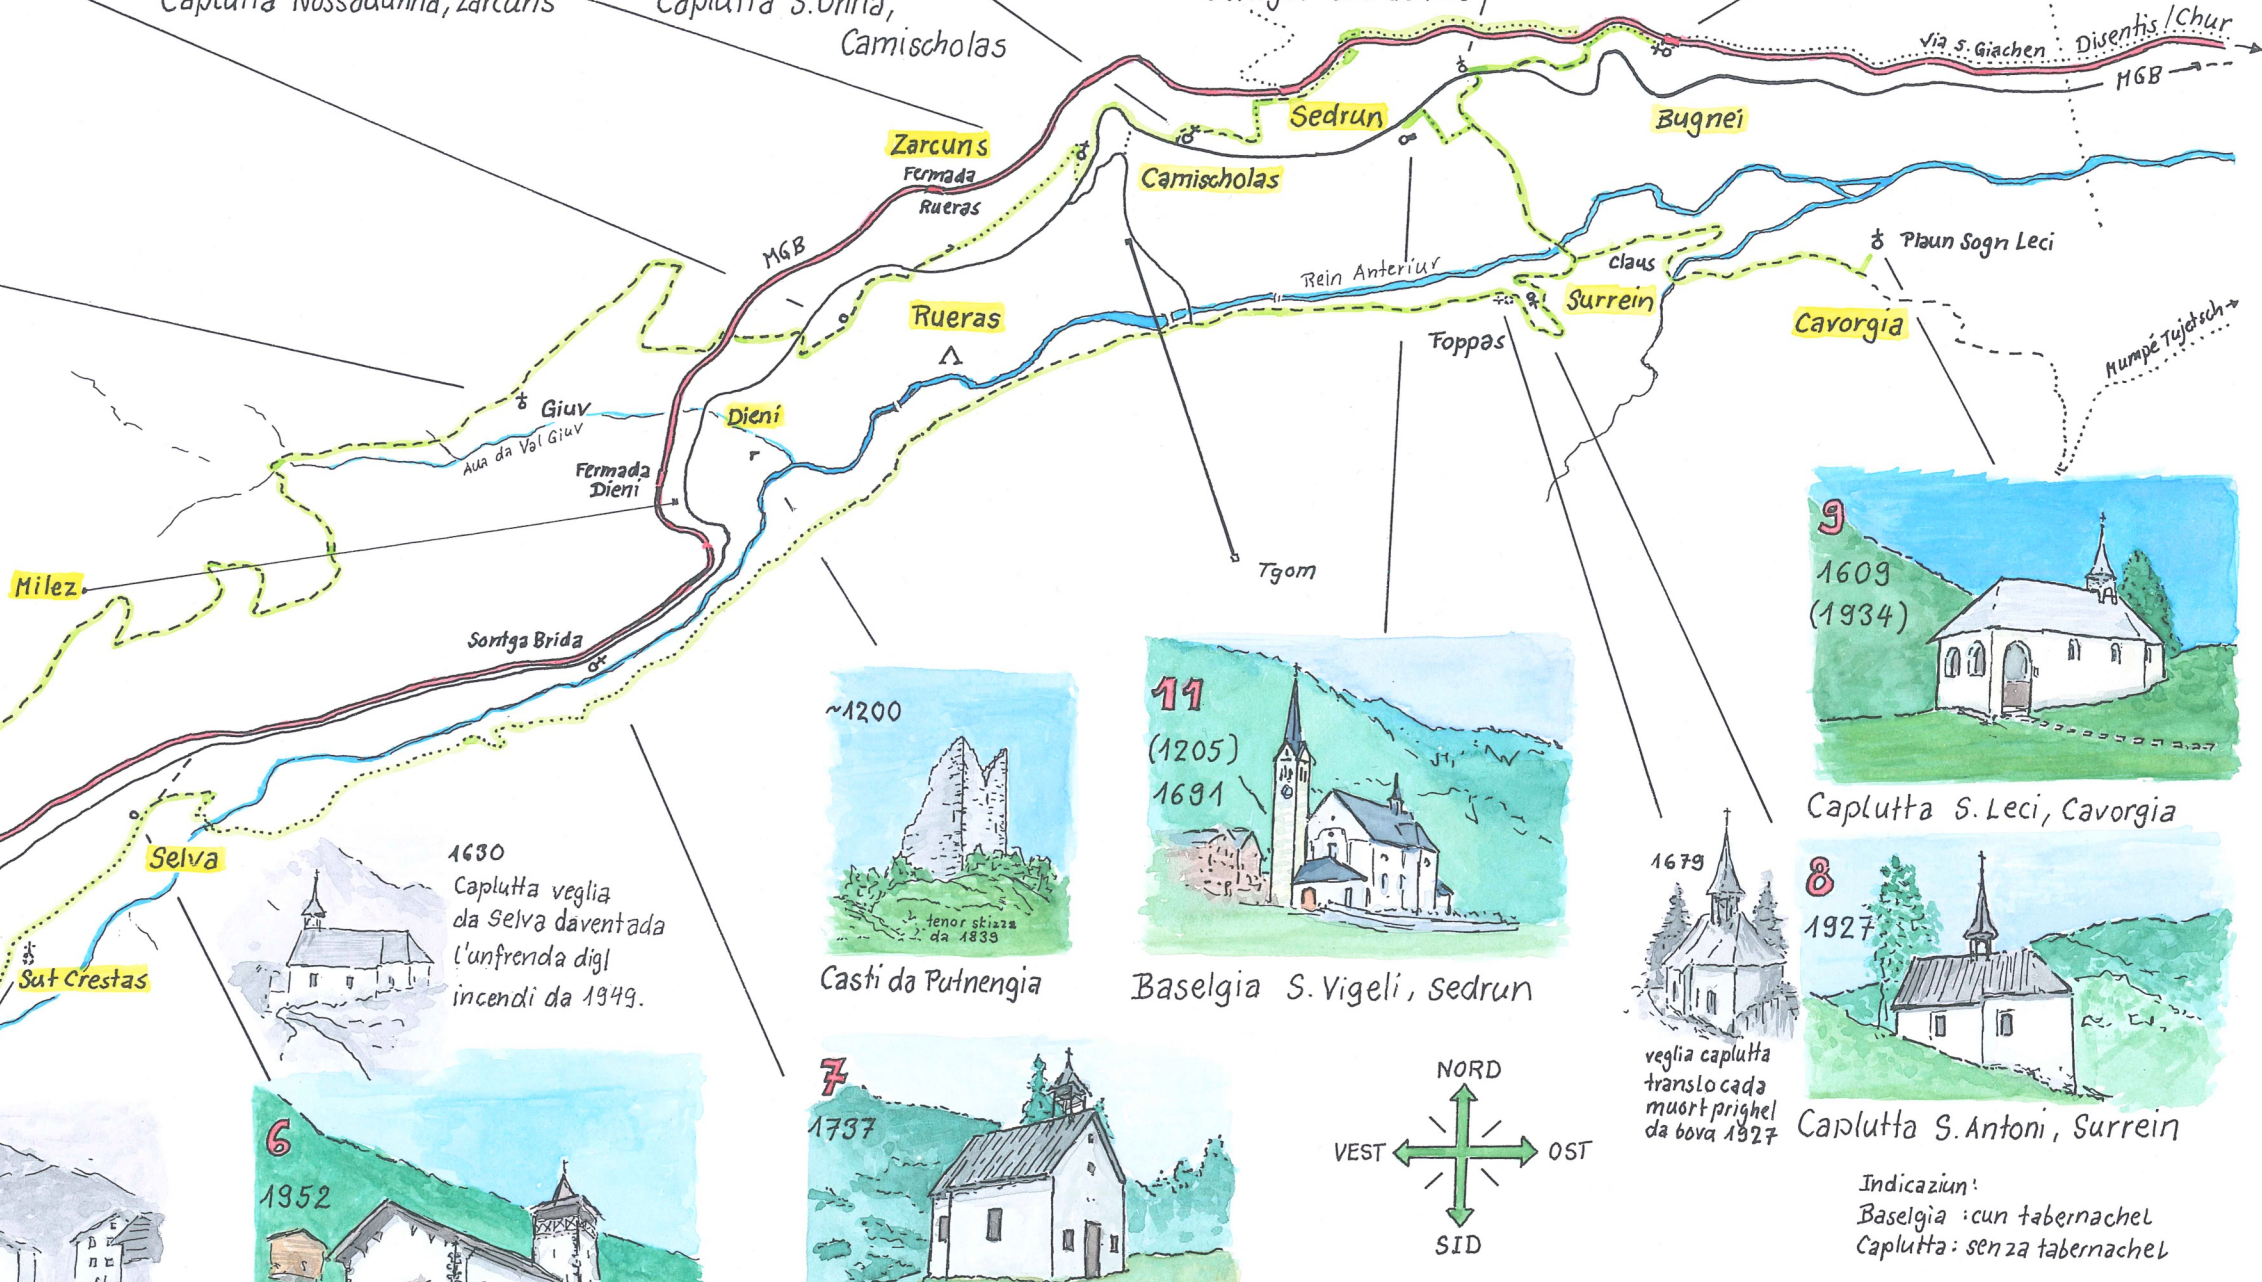 Caplutta Nossadunna, Zarcuns
Caplutta S. Onna,
Camischolas
Via S. Giachen
Disentis / Chur
MGB
Sedrun
Bugnei
Zarcuns
Fermada
Rueras
Camischolas
MGB
Plaun Sogn Leci
Claus
Rein Anteriur
Surrein
Cavorgia
Rueras
Foppas
Mumpé Tujetsch
Giuv
Aua da Val Giuv
Dieni
Fermada
Dieni
Milez
Tgom
Sontga Brida
9
1609
(1934)
Caplutta S. Leci, Cavorgia
~1200
tenor skizza
da 1839
Casti da Putnengia
11
(1205)
1691
Baselgia S. Vigeli, Sedrun
Selva
1630
Caplutta veglia
da Selva daventada
l'unfrenda digl
incendi da 1949.
Sut Crestas
1679
veglia caplutta
translocada
muort prighel
da bova 1927
8
1927
Caplutta S. Antoni, Surrein
6
1952
7
1737
NORD
VEST
OST
SID
Indicaziun:
Baselgia : cun tabernachel
Caplutta : senza tabernachel